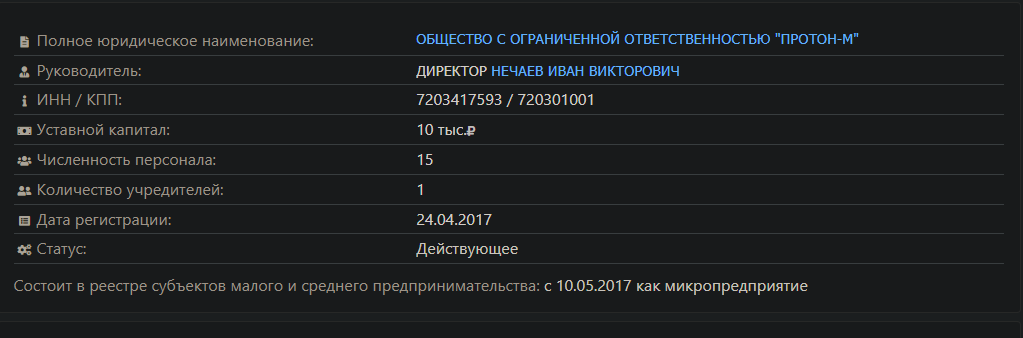 Полное юридическое наименование: ОБЩЕСТВО С ОГРАНИЧЕННОЙ ОТВЕТСТВЕННОСТЬЮ "ПРОТОН-М"
Руководитель: ДИРЕКТОР НЕЧАЕВ ИВАН ВИКТОРОВИЧ
ИНН / КПП: 7203417593 / 720301001
Уставной капитал: 10 тыс.₽
Численность персонала: 15
Количество учредителей: 1
Дата регистрации: 24.04.2017
Статус: Действующее
Состоит в реестре субъектов малого и среднего предпринимательства: с 10.05.2017 как микропредприятие